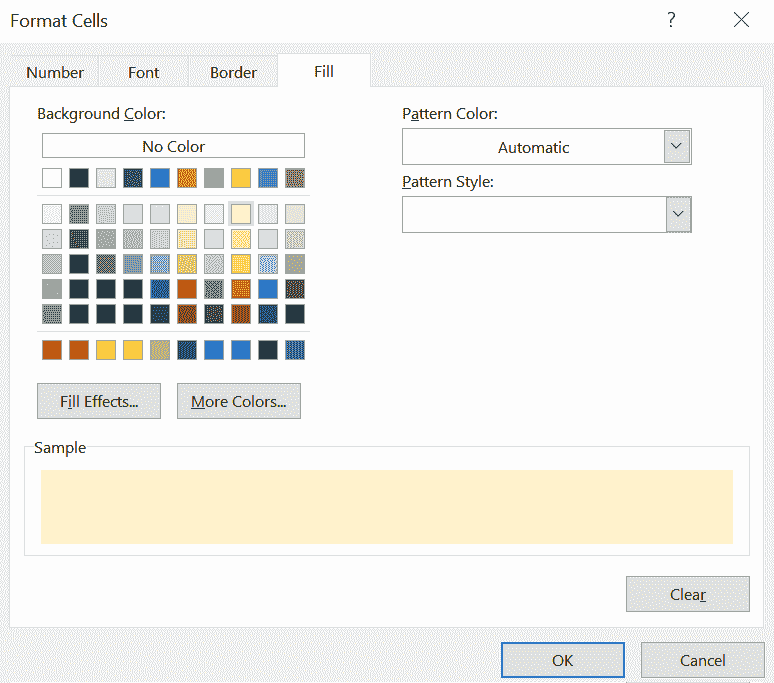 Format Cells ?
Number Font Border Fill
Background Color:
No Color
Fill Effects...
More Colors...
Pattern Color:
Automatic
Pattern Style:
Sample
Clear
OK Cancel